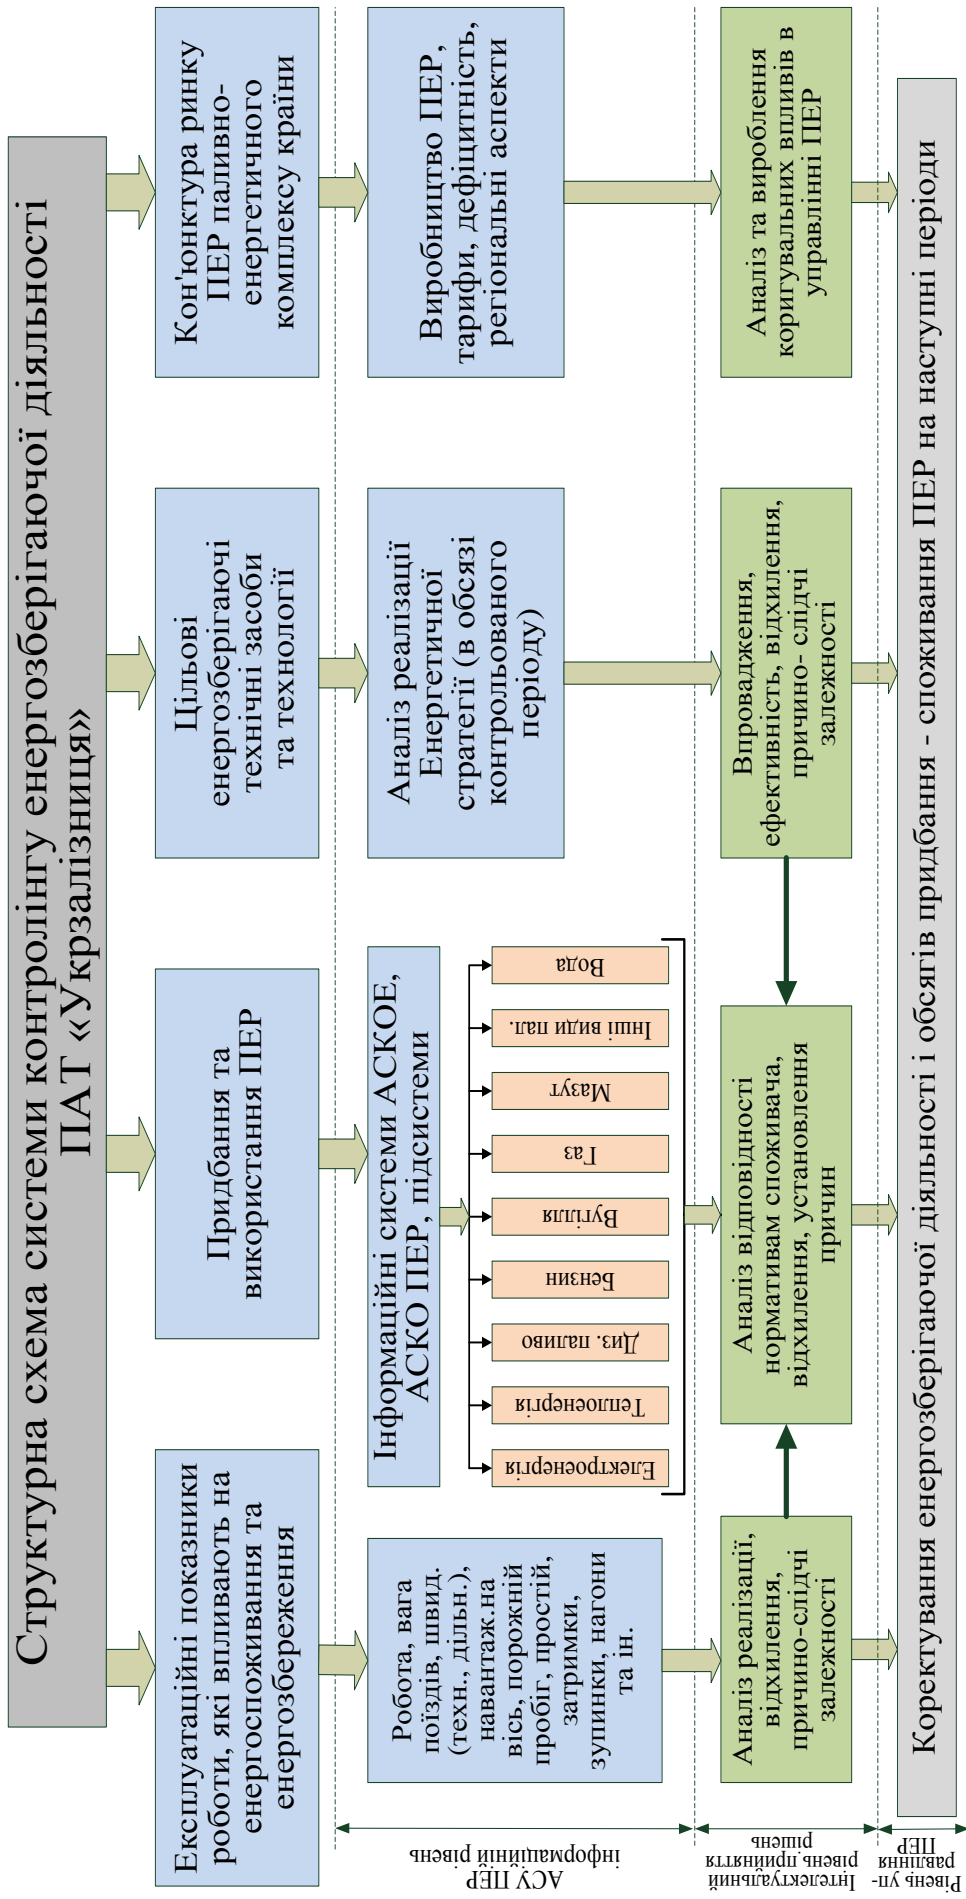 Структурна схема системи контролінгу енергозберігаючої діяльності
ПАТ «Укрзалізниця»
Експлуатаційні показники
роботи, які впливають на
енергоспоживання та
енергозбереження
Придбання та
використання ПЕР
Цільові
енергозберігаючі
технічні засоби
та технології
Кон'юнктура ринку
ПЕР паливно-
енергетичного
комплексу країни
АСУ ПЕР
інформаційній рівень
Робота, вага
поїздів, швид.
(техн., дільн.),
навантаж.на
вісь, порожній
пробіг, простій,
затримки,
зупинки, нагони
та ін.
Інформаційні системи АСКОЕ,
АСКО ПЕР, підсистеми
Електроенергія
Теплоенергія
Диз. паливо
Бензин
Вугілля
Газ
Мазут
Інші види пал.
Вода
Аналіз реалізації
Енергетичної
стратегії (в обсязі
контрольованого
періоду)
Виробництво ПЕР,
тарифи, дефіцитність,
регіональні аспекти
Інтелектуальний
рівень прийняття
рішень
Аналіз реалізації,
відхилення,
причино-слідчі
залежності
Аналіз відповідності
нормативам споживача,
відхилення, установлення
причин
Впровадження,
ефективність, відхилення,
причино- слідчі
залежності
Аналіз та вироблення
коригувальних впливів в
управлінні ПЕР
Рівень уп-
равління
ПЕР
Коректування енергозберігаючої діяльності і обсягів придбання - споживання ПЕР на наступні періоди